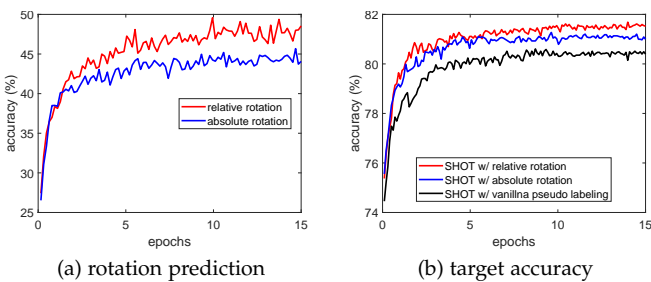 50
45
40
35
30
25
accuracy (%)
0
5
10
15
epochs
relative rotation
absolute rotation
(a) rotation prediction
82
80
78
76
74
accuracy (%)
0
5
10
15
epochs
SHOT w/ relative rotation
SHOT w/ absolute rotation
SHOT w/ vanillna pseudo labeling
(b) target accuracy